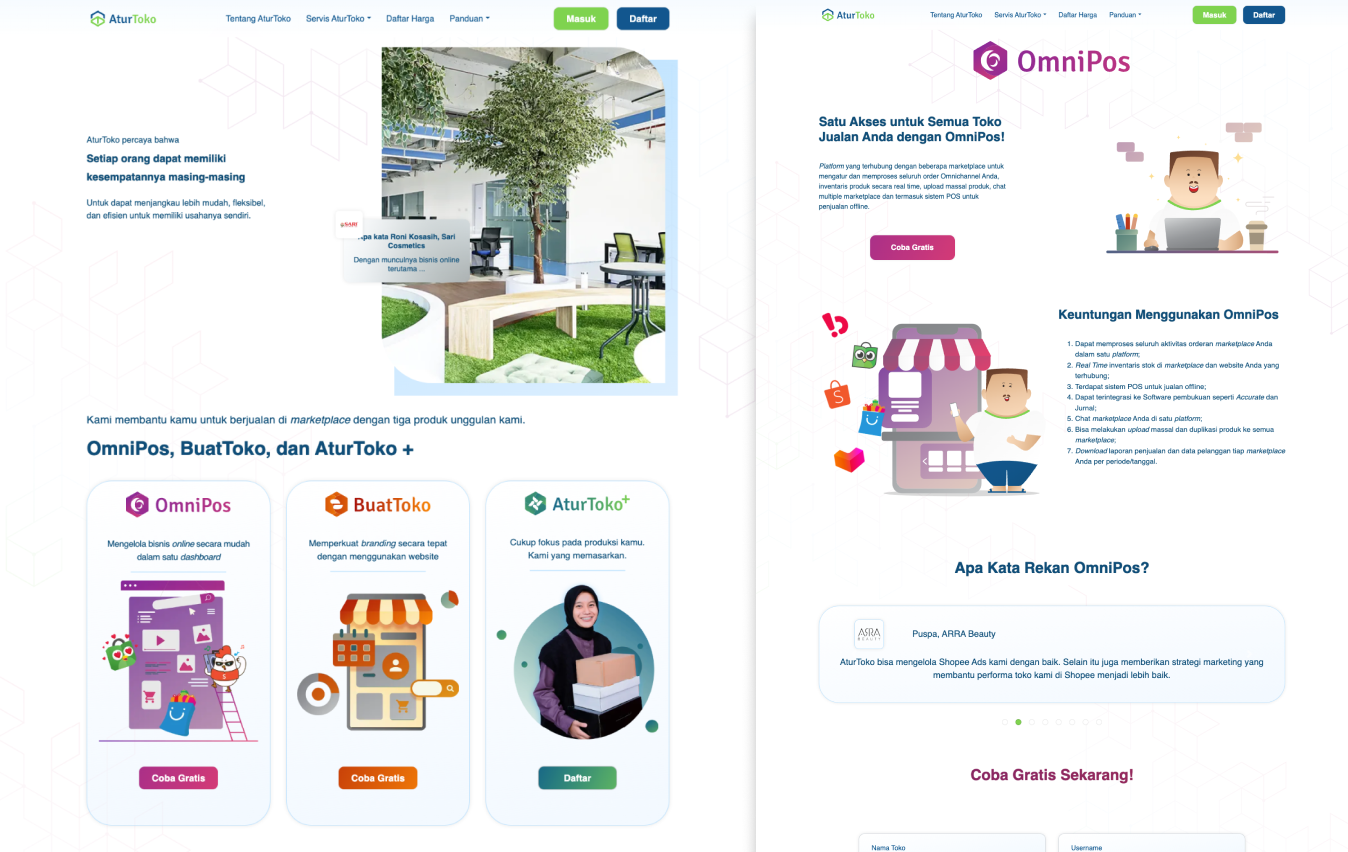 AturToko
Tentang AturToko
Servis AturToko
Daftar Harga
Panduan
Masuk
Daftar
AturToko percaya bahwa
Setiap orang dapat memiliki
kesempatannya masing-masing
Untuk dapat menjangkau lebih mudah, fleksibel,
dan efisien untuk memiliki usahanya sendiri.
SARI
Apa kata Roni Kosasih, Sari
Cosmetics
Dengan munculnya bisnis online
terutama ...
Kami membantu kamu untuk berjualan di marketplace dengan tiga produk unggulan kami.
OmniPos, BuatToko, dan AturToko +
OmniPos
Mengelola bisnis online secara mudah
dalam satu dashboard
Coba Gratis
BuatToko
Memperkuat branding secara tepat
dengan menggunakan website
Coba Gratis
AturToko+
Cukup fokus pada produksi kamu.
Kami yang memasarkan.
Daftar
AturToko
Tentang AturToko
Servis AturToko
Daftar Harga
Panduan
Masuk
Daftar
OmniPos
Satu Akses untuk Semua Toko
Jualan Anda dengan OmniPos!
Platform yang terhubung dengan beberapa marketplace untuk
mengatur dan memproses seluruh order Omnichannel Anda,
inventaris produk secara real time, upload massal produk, chat
multiple marketplace dan termasuk sistem POS untuk
penjualan offline.
Coba Gratis
Keuntungan Menggunakan OmniPos
1. Dapat memproses seluruh aktivitas orderan marketplace Anda
dalam satu platform;
2. Real Time inventaris stok di marketplace dan website Anda yang
terhubung;
3. Terdapat sistem POS untuk jualan offline;
4. Dapat terintegrasi ke Software pembukuan seperti Accurate dan
Jurnal;
5. Chat marketplace Anda di satu platform;
6. Bisa melakukan upload massal dan duplikasi produk ke semua
marketplace;
7. Download laporan penjualan dan data pelanggan tiap marketplace
Anda per periode/tanggal.
Apa Kata Rekan OmniPos?
ARRA
BEAUTY
Puspa, ARRA Beauty
AturToko bisa mengelola Shopee Ads kami dengan baik. Selain itu juga memberikan strategi marketing yang
membantu performa toko kami di Shopee menjadi lebih baik.
Coba Gratis Sekarang!
Nama Toko
Username